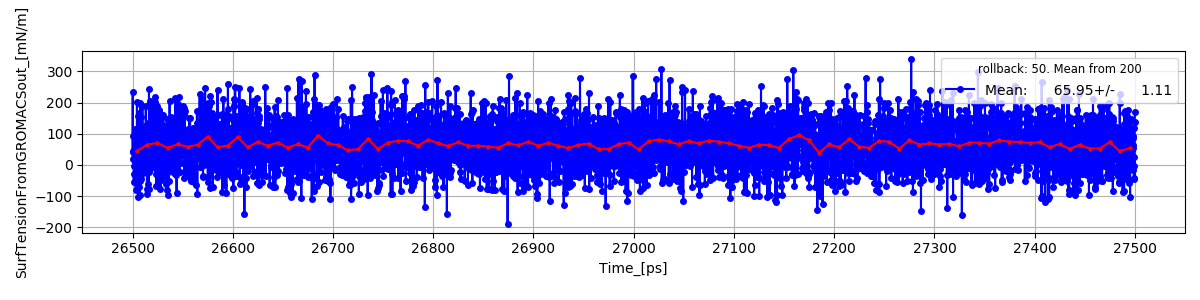 SurfTensionFromGROMACSout_[mN/m]
300
200
100
0
−100
−200
rollback: 50. Mean from 200
Mean: 65.95+/- 1.11
26500 26600 26700 26800 26900 27000 27100 27200 27300 27400 27500
Time_[ps]